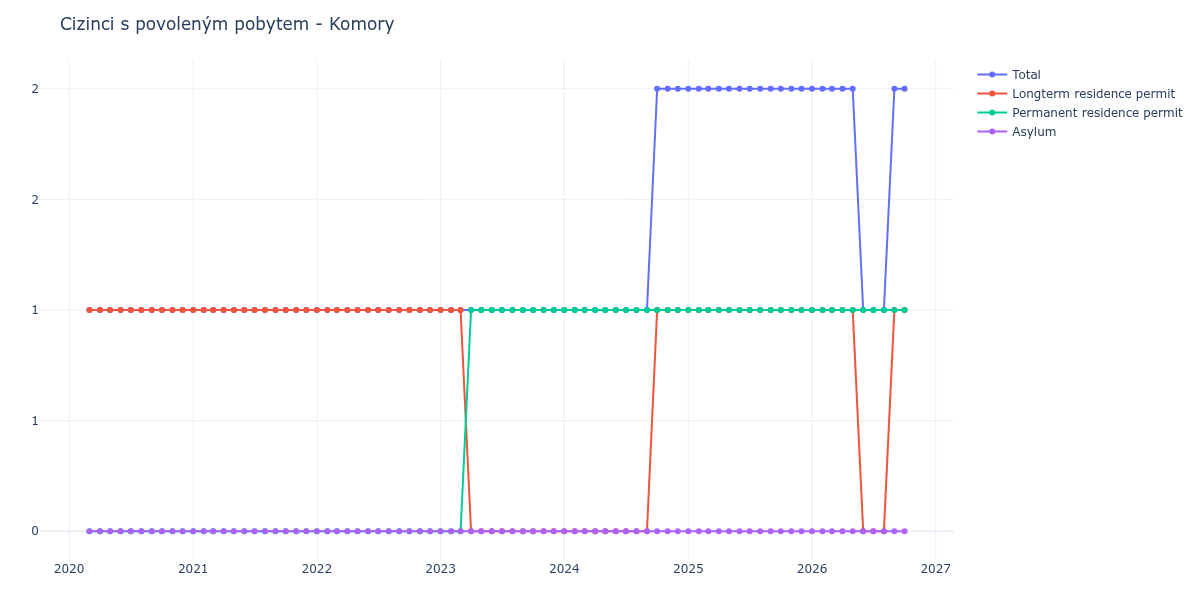 Cizinci s povoleným pobytem - Komory
Total
Longterm residence permit
Permanent residence permit
Asylum
2
2
1
1
0
2020
2021
2022
2023
2024
2025
2026
2027